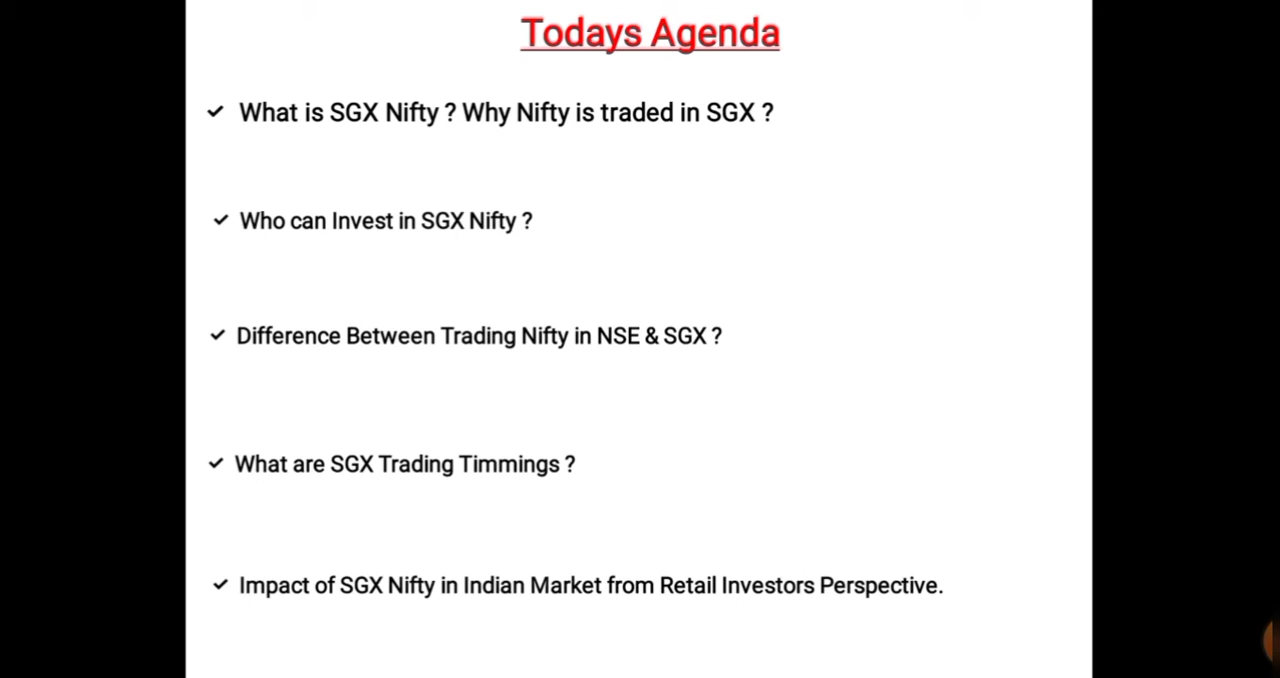 Todays Agenda
✓ What is SGX Nifty ? Why Nifty is traded in SGX ?
✓ Who can Invest in SGX Nifty ?
✓ Difference Between Trading Nifty in NSE & SGX ?
✓ What are SGX Trading Timmings ?
✓ Impact of SGX Nifty in Indian Market from Retail Investors Perspective.